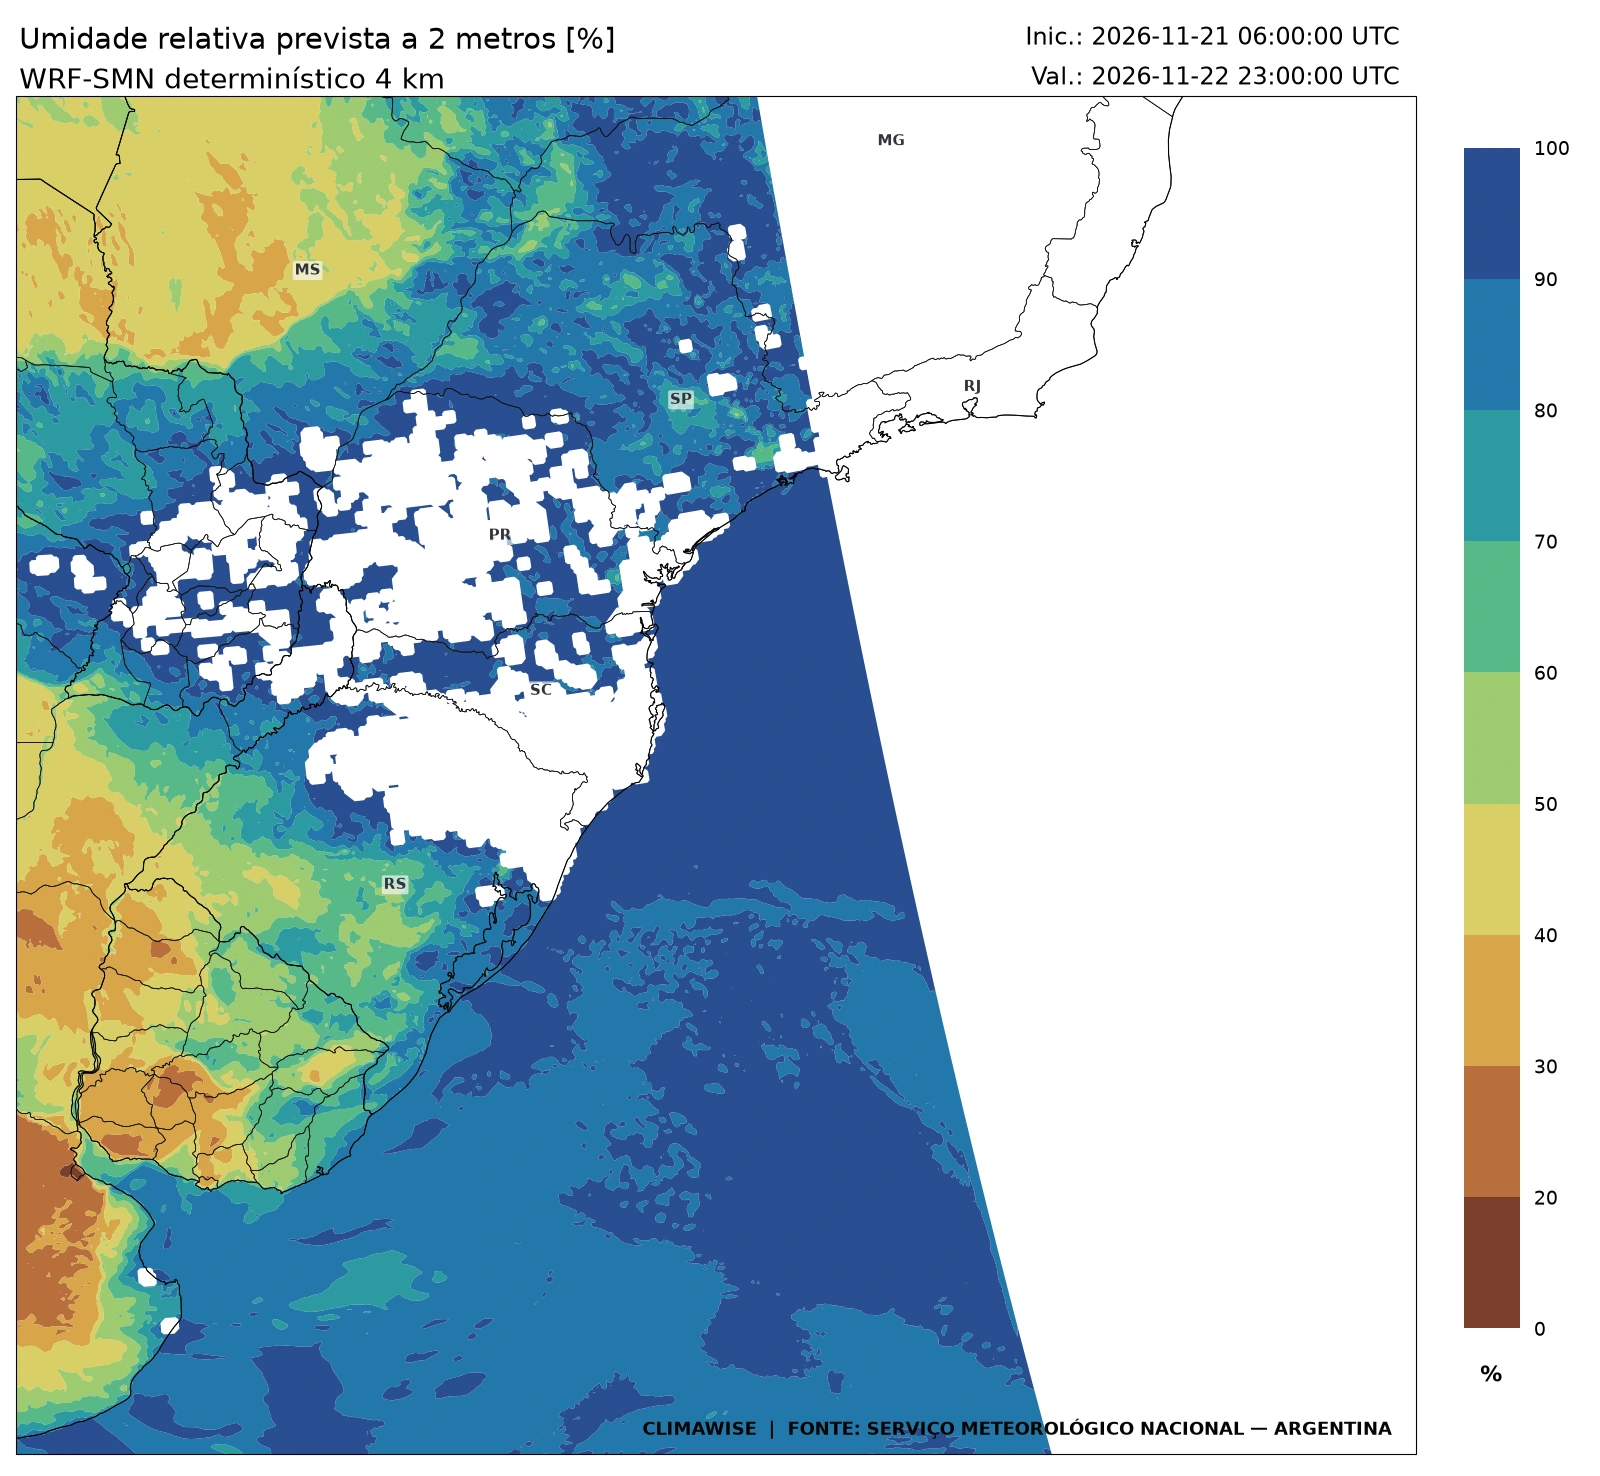 Umidade relativa prevista a 2 metros [%]
WRF-SMN determinístico 4 km
Inic.: 2026-11-21 06:00:00 UTC
Val.: 2026-11-22 23:00:00 UTC
MG
MS
RJ
SP
PR
SC
RS
100
90
80
70
60
50
40
30
20
0
%
CLIMAWISE | FONTE: SERVIÇO METEOROLÓGICO NACIONAL — ARGENTINA